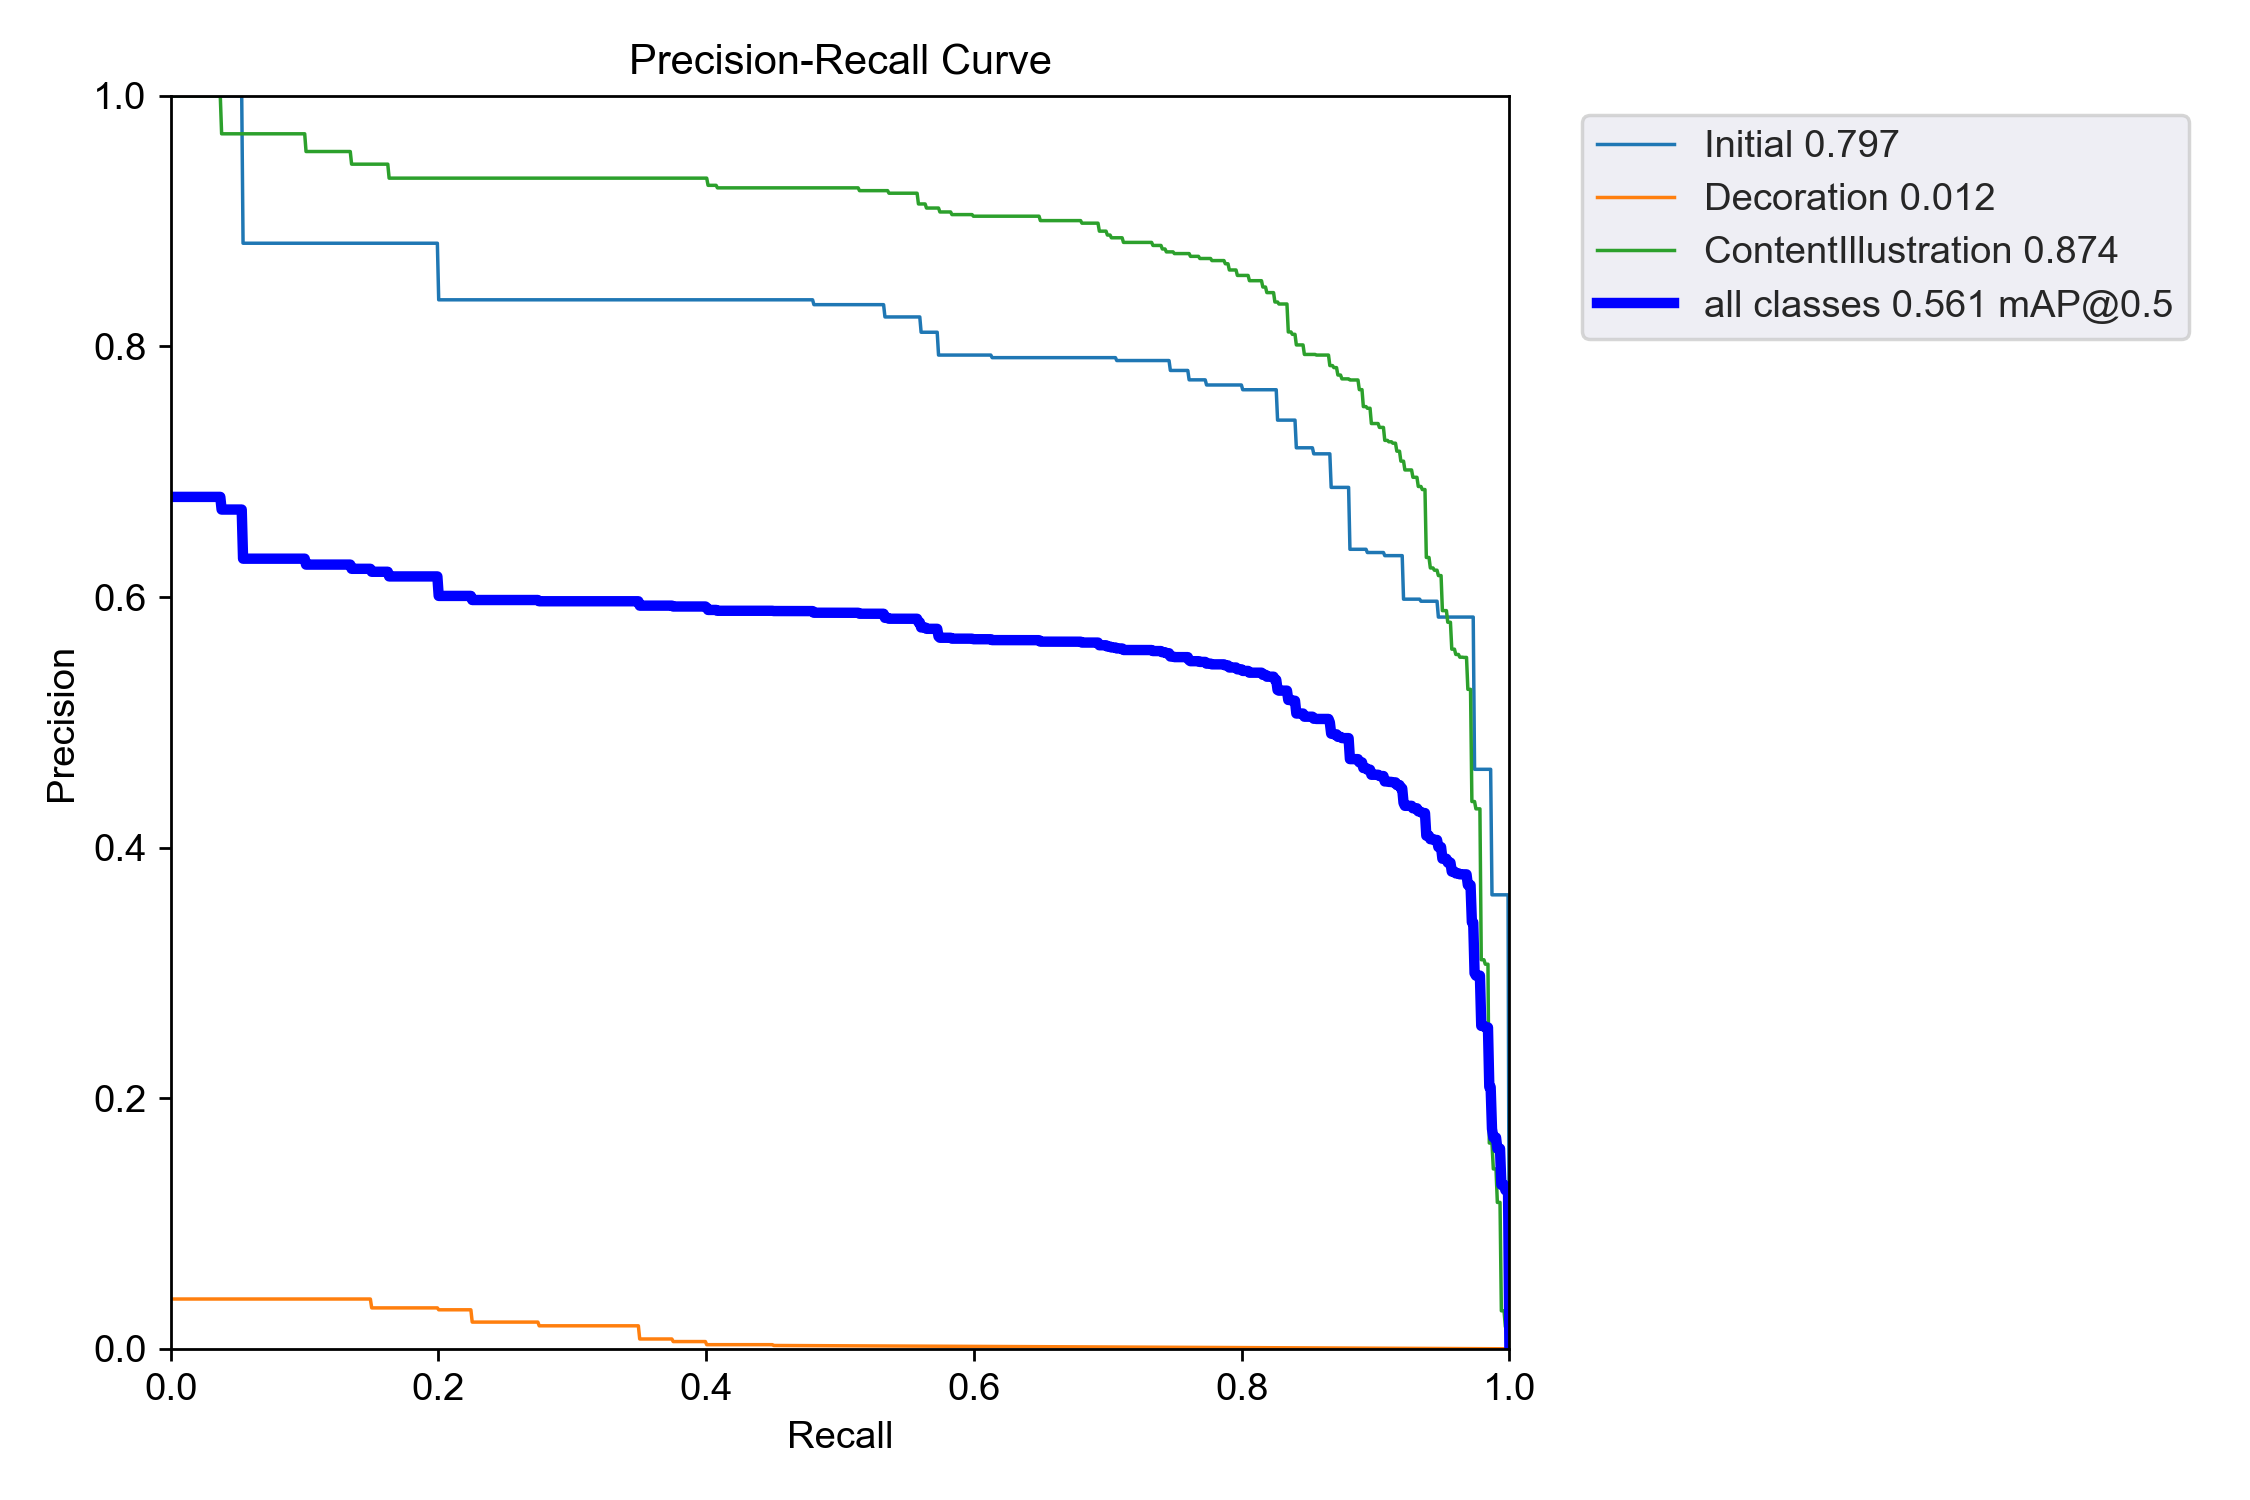 Precision-Recall Curve
1.0
0.8
0.6
0.4
0.2
0.0
Precision
0.0 0.2 0.4 0.6 0.8 1.0
Recall
Initial 0.797
Decoration 0.012
ContentIllustration 0.874
all classes 0.561 mAP@0.5